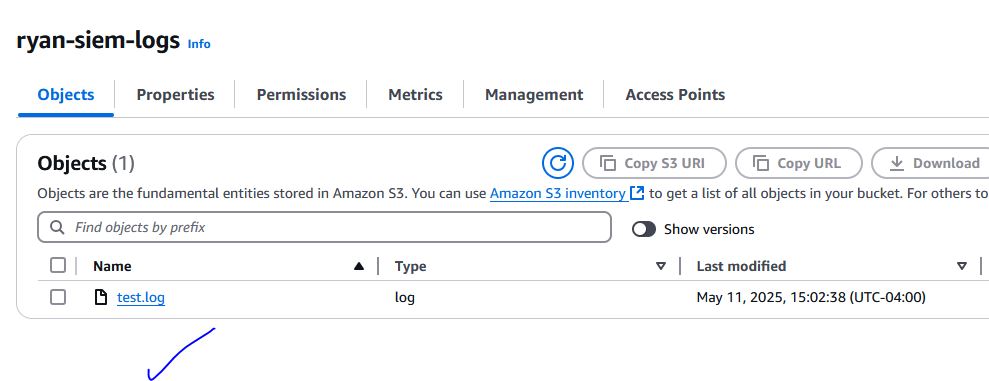 ryan-siem-logs Info
Objects Properties Permissions Metrics Management Access Points
Objects (1) Copy S3 URI Copy URL Download
Objects are the fundamental entities stored in Amazon S3. You can use Amazon S3 inventory to get a list of all objects in your bucket. For others to
Find objects by prefix Show versions
Name Type Last modified
test.log log May 11, 2025, 15:02:38 (UTC-04:00)